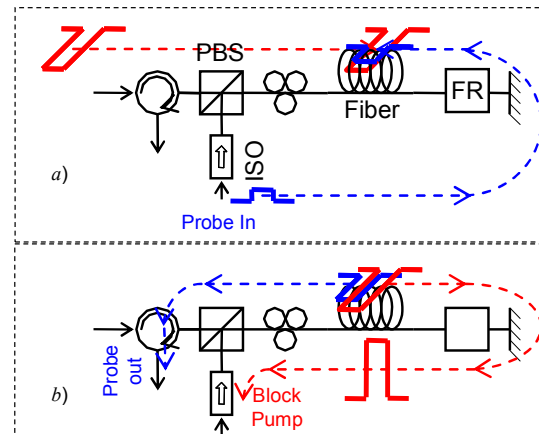 PBS
Fiber
FR
ISO
a)
Probe In
Probe
out
Block
Pump
b)